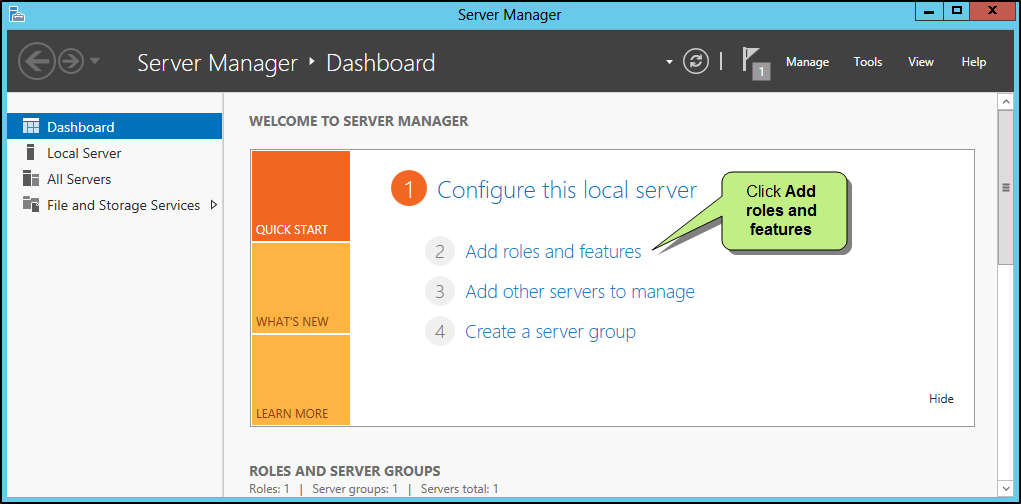 Server Manager
Server Manager ‣ Dashboard
1
Manage
Tools
View
Help
Dashboard
Local Server
All Servers
File and Storage Services
WELCOME TO SERVER MANAGER
QUICK START
WHAT'S NEW
LEARN MORE
1 Configure this local server
2 Add roles and features
3 Add other servers to manage
4 Create a server group
Click Add
roles and
features
Hide
ROLES AND SERVER GROUPS
Roles: 1 | Server groups: 1 | Servers total: 1